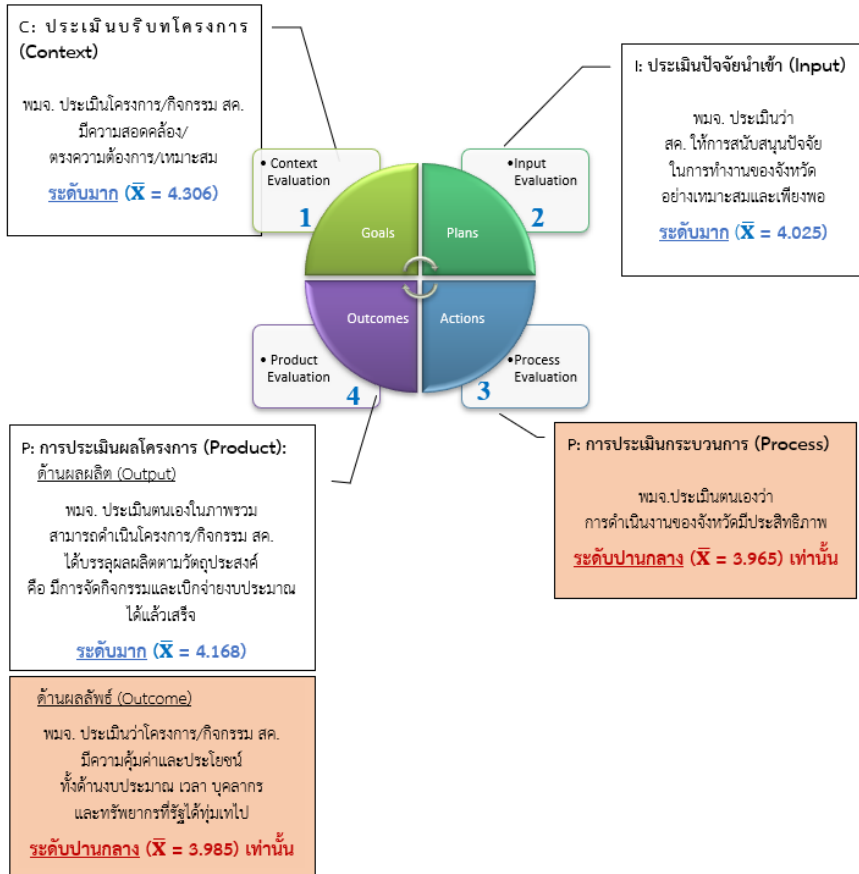 C: ประเมินบริบทโครงการ
(Context)
พมจ. ประเมินโครงการ/กิจกรรม สค.
มีความสอดคล้อง/
ตรงความต้องการ/เหมาะสม
ระดับมาก (X̄ = 4.306)
I: ประเมินปัจจัยนำเข้า (Input)
พมจ. ประเมินว่า
สค. ให้การสนับสนุนปัจจัย
ในการทำงานของจังหวัด
อย่างเหมาะสมและเพียงพอ
ระดับมาก (X̄ = 4.025)
• Context
Evaluation
1
•Input
Evaluation
2
Goals
Plans
Outcomes
Actions
• Product
Evaluation
4
•Process
Evaluation
3
P: การประเมินผลโครงการ (Product):
ด้านผลผลิต (Output)
พมจ. ประเมินตนเองในภาพรวม
สามารถดำเนินโครงการ/กิจกรรม สค.
ได้บรรลุผลผลิตตามวัตถุประสงค์
คือ มีการจัดกิจกรรมและเบิกจ่ายงบประมาณ
ได้แล้วเสร็จ
ระดับมาก (X̄ = 4.168)
P: การประเมินกระบวนการ (Process)
พมจ.ประเมินตนเองว่า
การดำเนินงานของจังหวัดมีประสิทธิภาพ
ระดับปานกลาง (X̄ = 3.965) เท่านั้น
ด้านผลลัพธ์ (Outcome)
พมจ. ประเมินว่าโครงการ/กิจกรรม สค.
มีความคุ้มค่าและประโยชน์
ทั้งด้านงบประมาณ เวลา บุคลากร
และทรัพยากรที่รัฐได้ทุ่มเทไป
ระดับปานกลาง (X̄ = 3.985) เท่านั้น